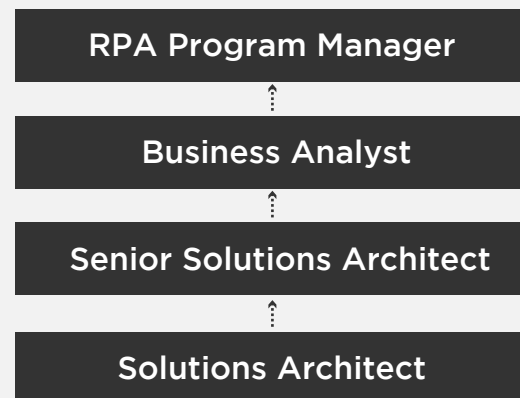 RPA Program Manager
Business Analyst
Senior Solutions Architect
Solutions Architect